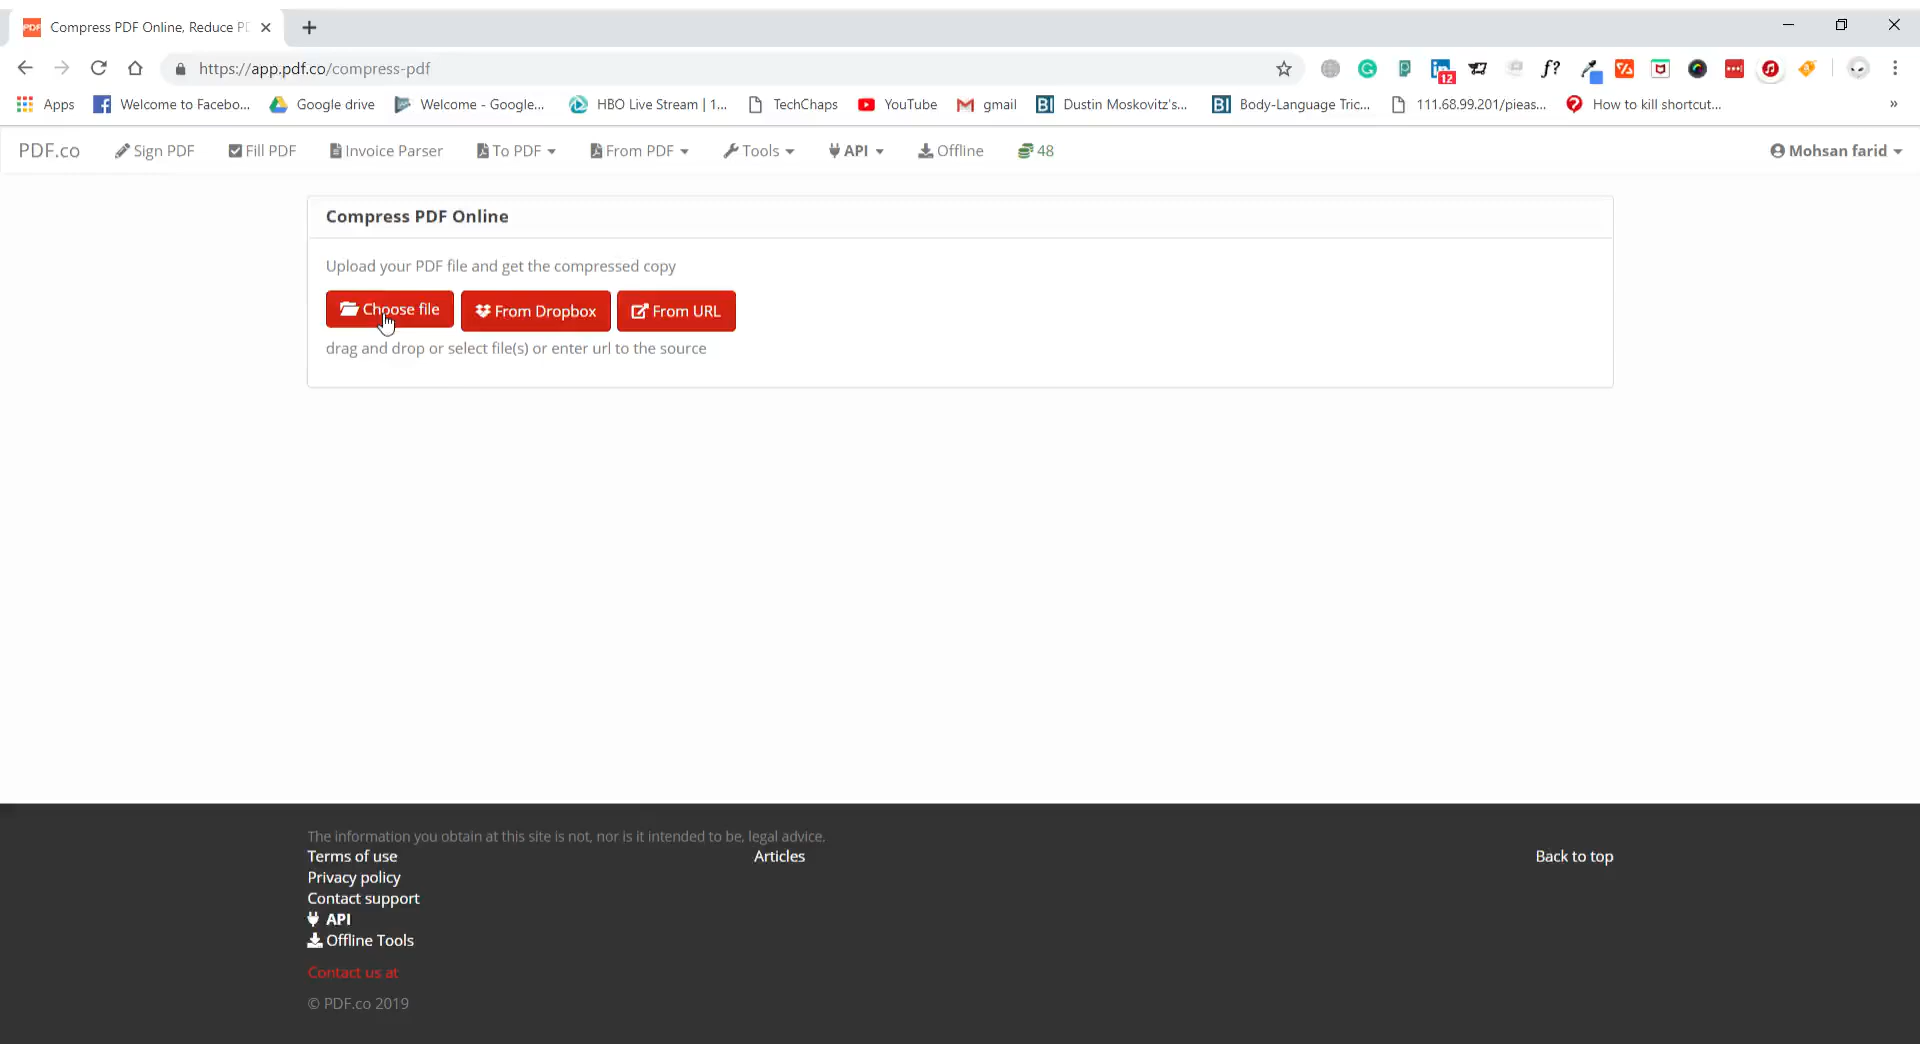 Compress PDF Online, Reduce PD
https://app.pdf.co/compress-pdf
12
Apps Welcome to Facebo... Google drive Welcome - Google... HBO Live Stream | 1... TechChaps YouTube gmail Dustin Moskovitz's... Body-Language Tric... 111.68.99.201/pieas... How to kill shortcut... »
PDF.co Sign PDF Fill PDF Invoice Parser To PDF From PDF Tools API Offline 48 Mohsan farid
Compress PDF Online
Upload your PDF file and get the compressed copy
Choose file From Dropbox From URL
drag and drop or select file(s) or enter url to the source
The information you obtain at this site is not, nor is it intended to be, legal advice.
Terms of use Articles Back to top
Privacy policy
Contact support
API
Offline Tools
Contact us at
© PDF.co 2019